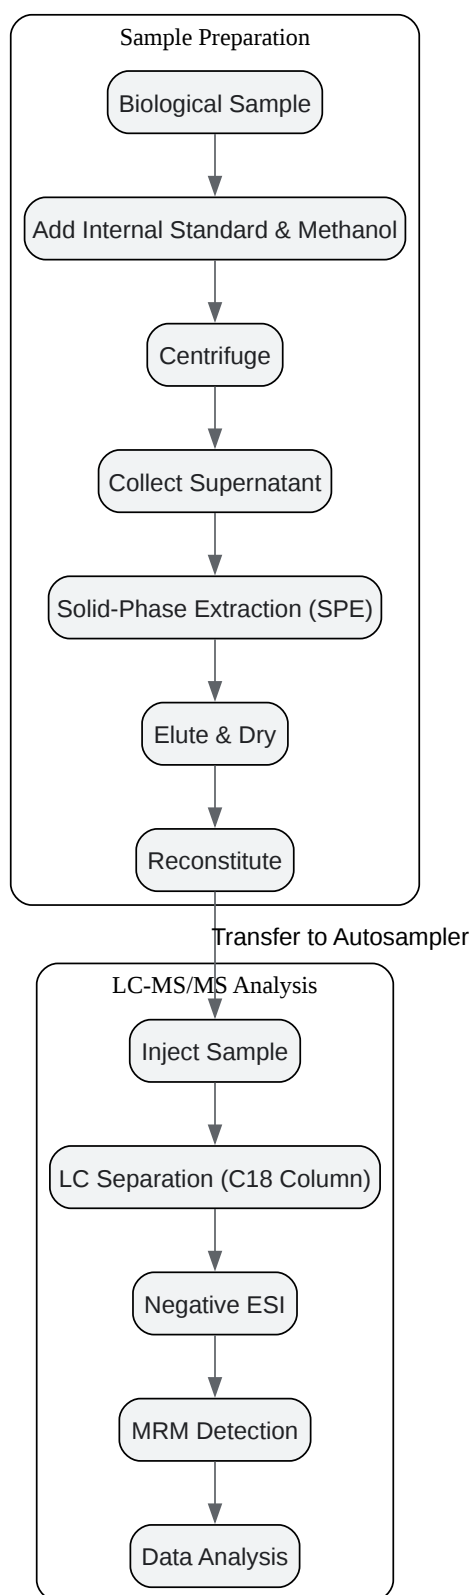 Sample Preparation
Biological Sample
Add Internal Standard & Methanol
Centrifuge
Collect Supernatant
Solid-Phase Extraction (SPE)
Elute & Dry
Reconstitute
Transfer to Autosampler
LC-MS/MS Analysis
Inject Sample
LC Separation (C18 Column)
Negative ESI
MRM Detection
Data Analysis